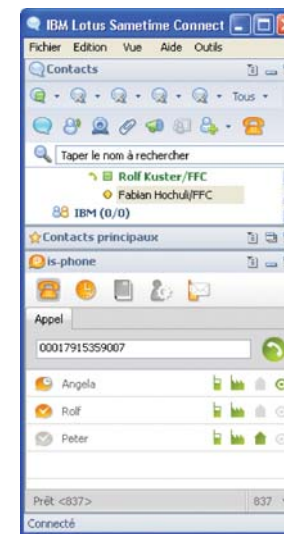 IBM Lotus Sametime Connect
Fichier Edition Vue Aide Outils
Contacts
Tous
Taper le nom à rechercher
Rolf Kuster/FFC
Fabian Hochuli/FFC
IBM (0/0)
Contacts principaux
is-phone
Appel
00017915359007
Angela
Rolf
Peter
Prêt <837> 837
Connecté